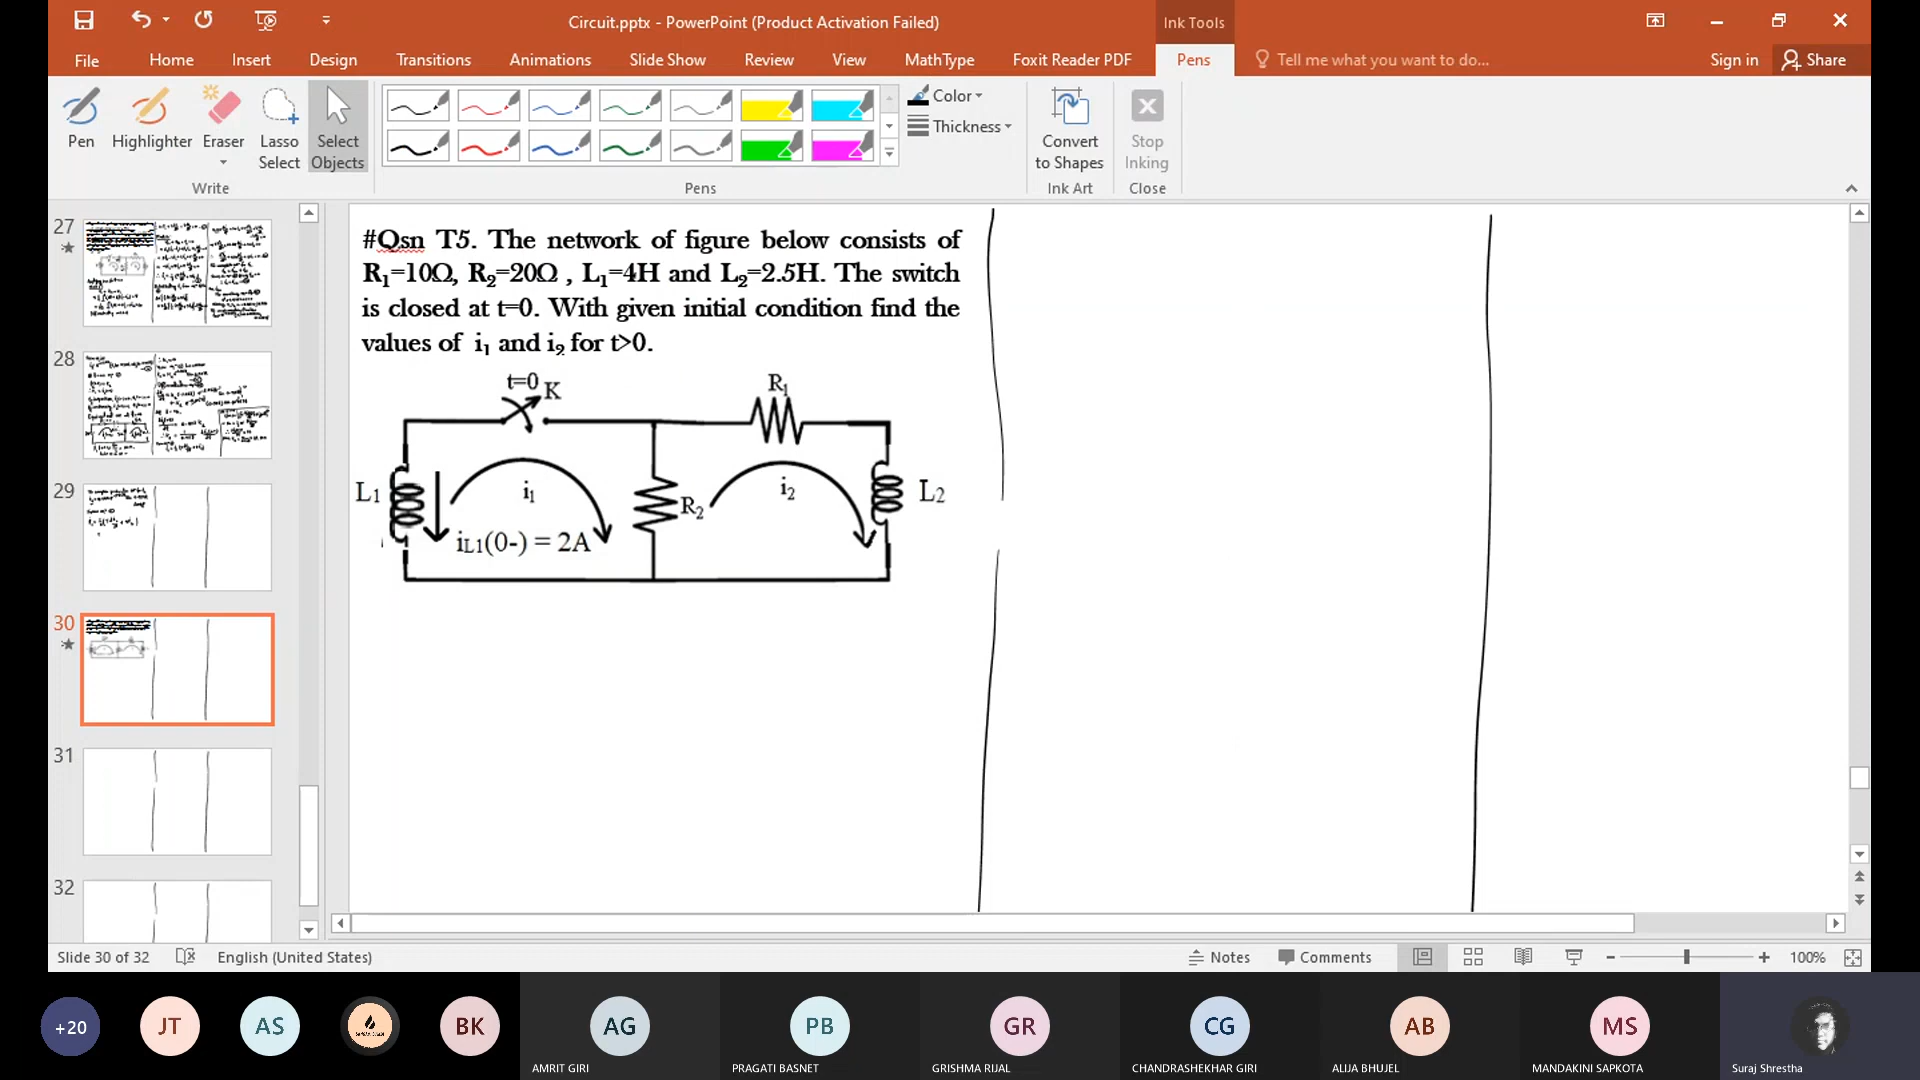 Circuit.pptx - PowerPoint (Product Activation Failed)
Ink Tools
File Home Insert Design Transitions Animations Slide Show Review View MathType Foxit Reader PDF Pens Tell me what you want to do... Sign in Share
Pen Highlighter Eraser Lasso Select Select Objects
Color
Thickness
Convert to Shapes
Stop Inking
Write Pens Ink Art Close
27
28
29
30
31
32
#Qsn T5. The network of figure below consists of
R₁=10Ω, R₂=20Ω , L₁=4H and L₂=2.5H. The switch
is closed at t=0. With given initial condition find the
values of i₁ and i₂ for t>0.
t=0 K
R₁
L1
i₁
R₂
i₂
L2
iL1(0-) = 2A
Slide 30 of 32 English (United States) Notes Comments 100%
+20 JT AS BK AG PB GR CG AB MS
AMRIT GIRI PRAGATI BASNET GRISHMA RIJAL CHANDRASHEKHAR GIRI ALIJA BHUJEL MANDAKINI SAPKOTA Suraj Shrestha